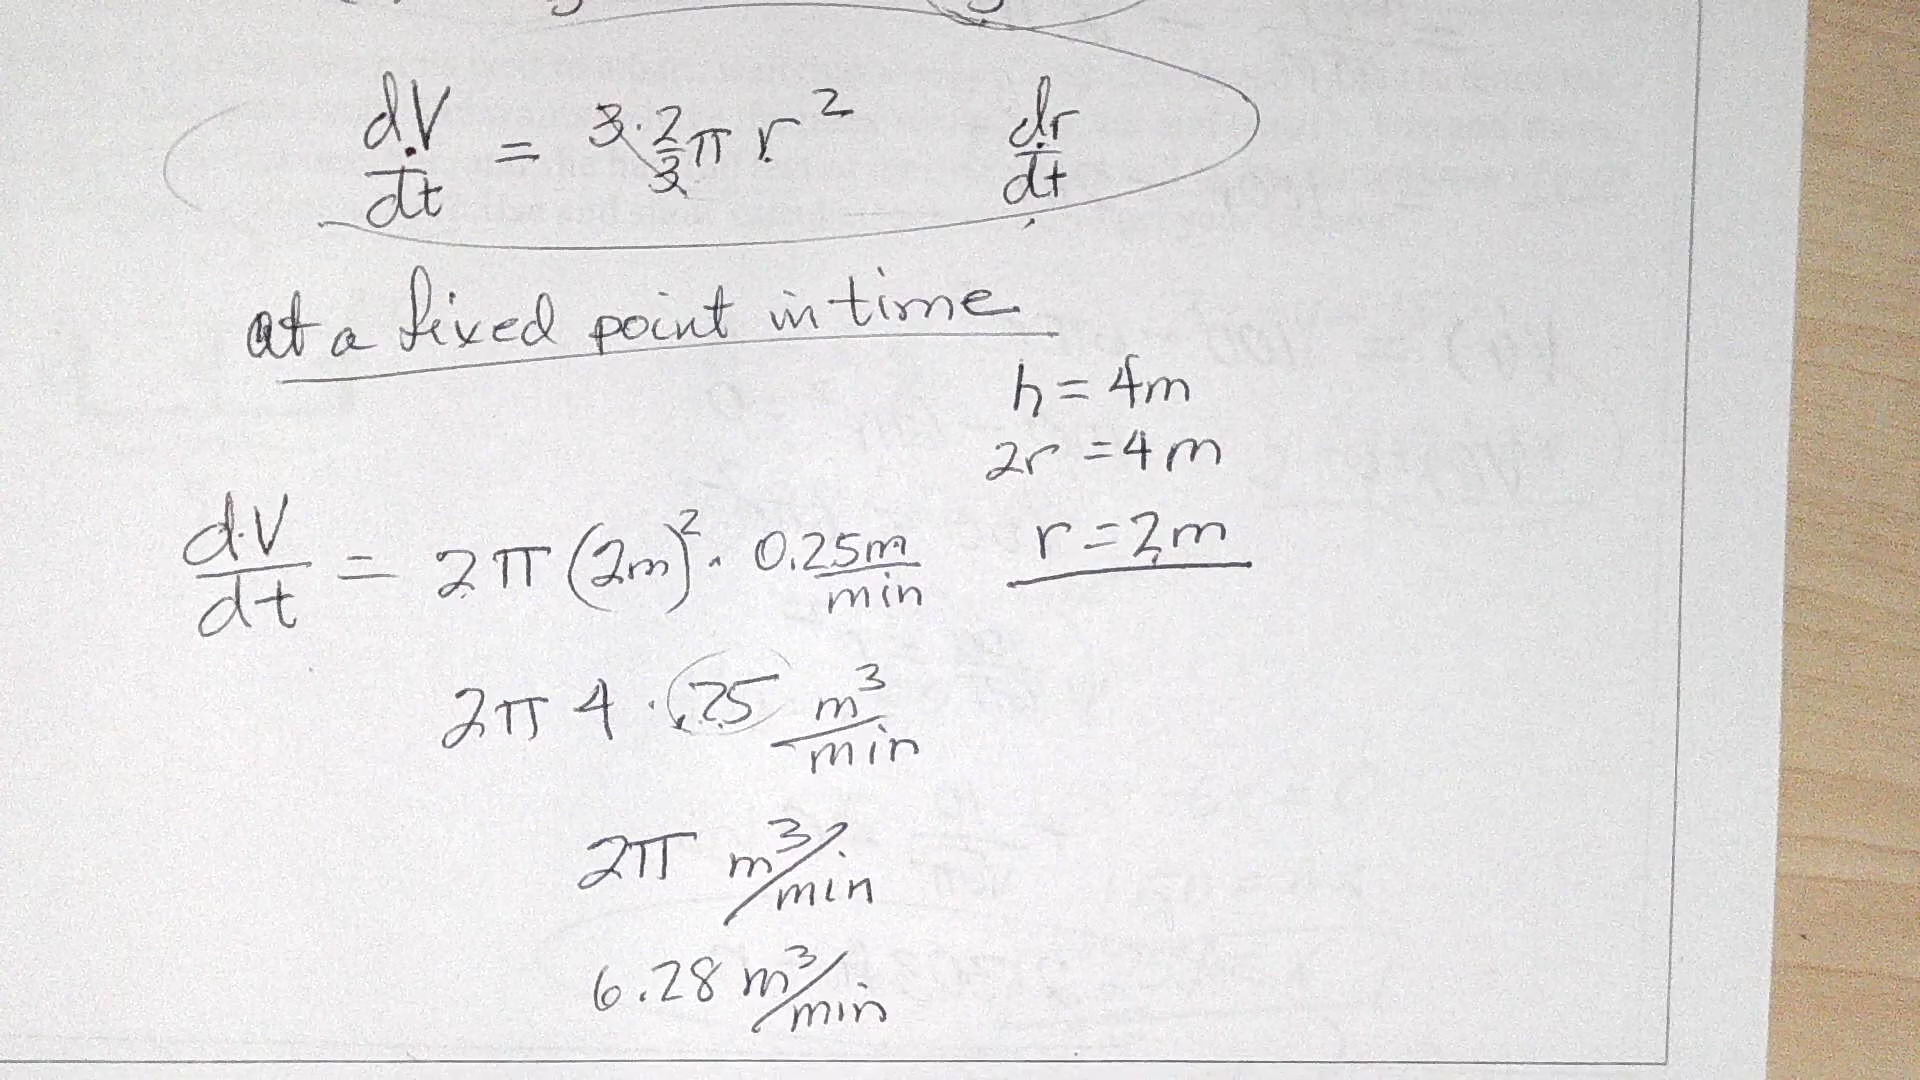 dV/dt = 3·2/3 π r² dr/dt
at a fixed point in time
h = 4m
2r = 4m
dV/dt = 2π (2m)² · 0.25m/min r = 2m
2π 4 · .25 m³/min
2π m³/min
6.28 m³/min